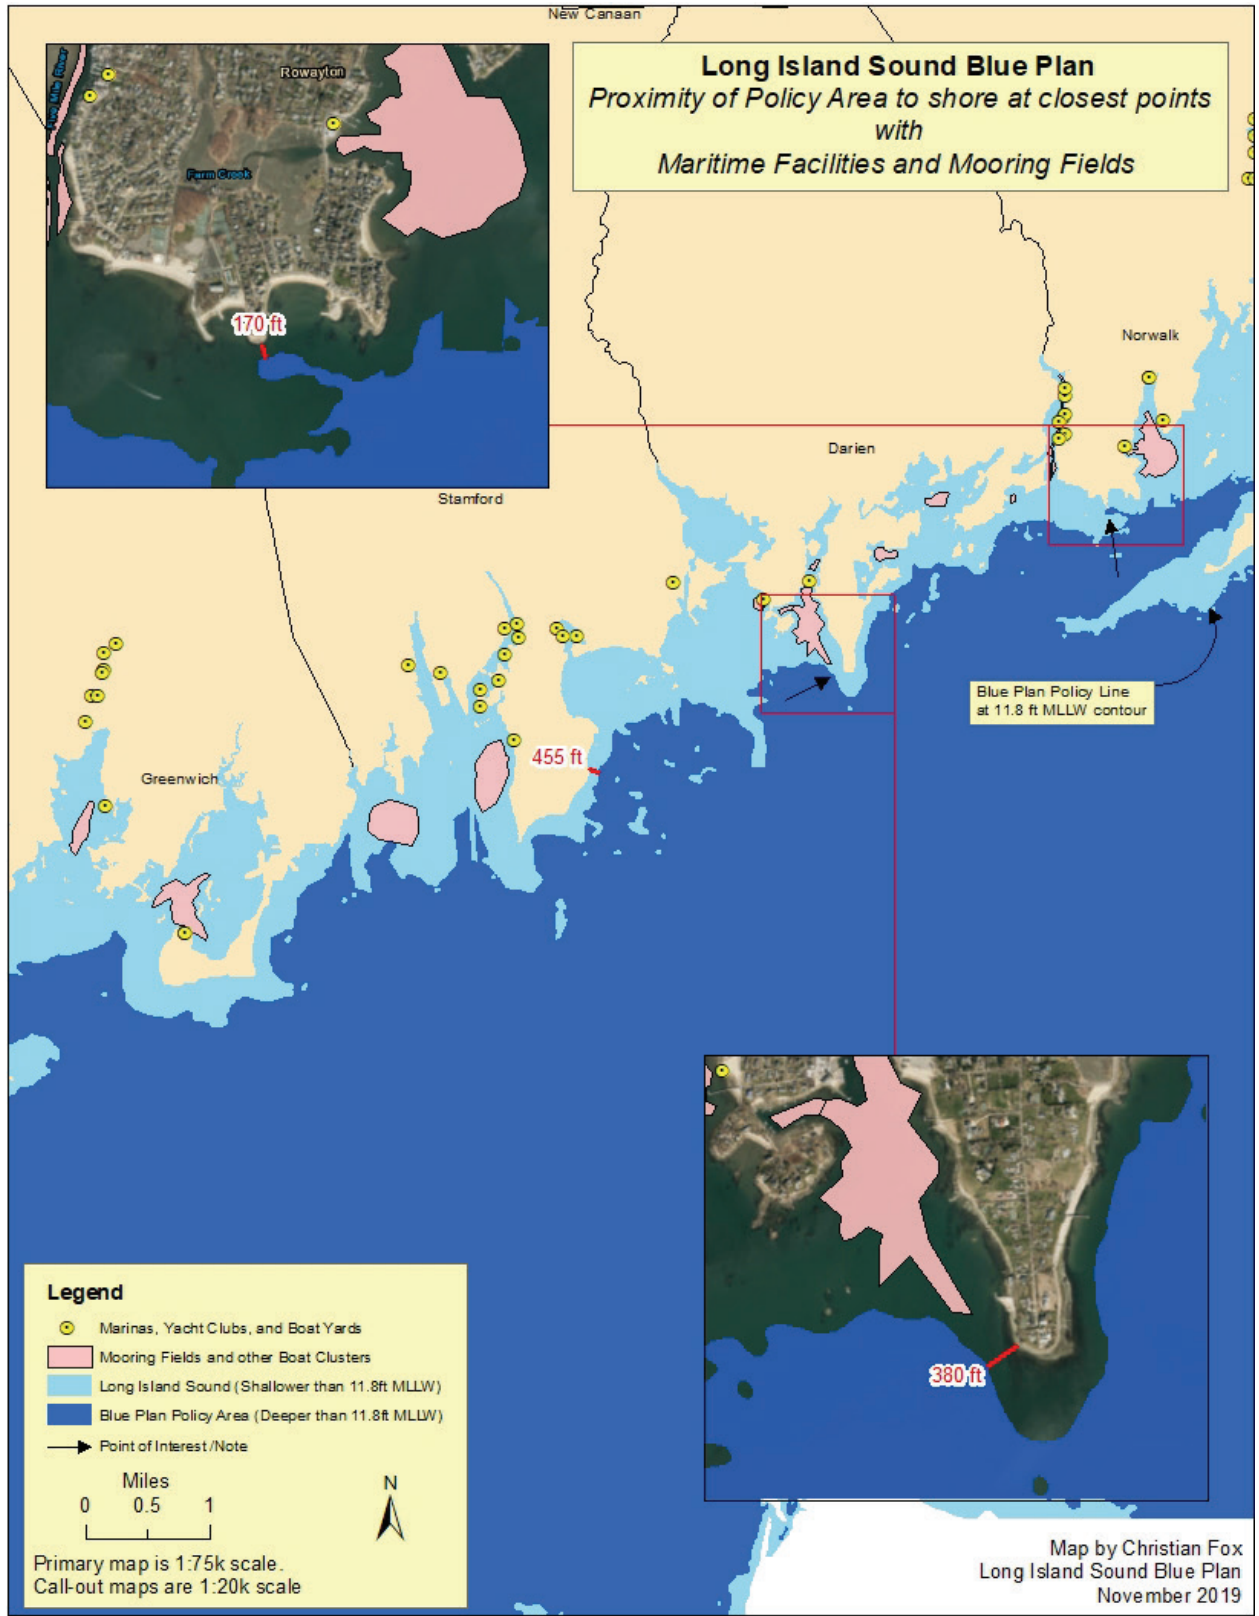 New Canaan
Long Island Sound Blue Plan
Proximity of Policy Area to shore at closest points
with
Maritime Facilities and Mooring Fields
Five Mile River
Rowayton
Farm Creek
170 ft
Norwalk
Darien
Stamford
Blue Plan Policy Line
at 11.8 ft MLLW contour
455 ft
Greenwich
380 ft
Legend
Marinas, Yacht Clubs, and Boat Yards
Mooring Fields and other Boat Clusters
Long Island Sound (Shallower than 11.8ft MLLW)
Blue Plan Policy Area (Deeper than 11.8ft MLLW)
Point of Interest /Note
Miles
0 0.5 1
N
Primary map is 1:75k scale.
Call-out maps are 1:20k scale
Map by Christian Fox
Long Island Sound Blue Plan
November 2019